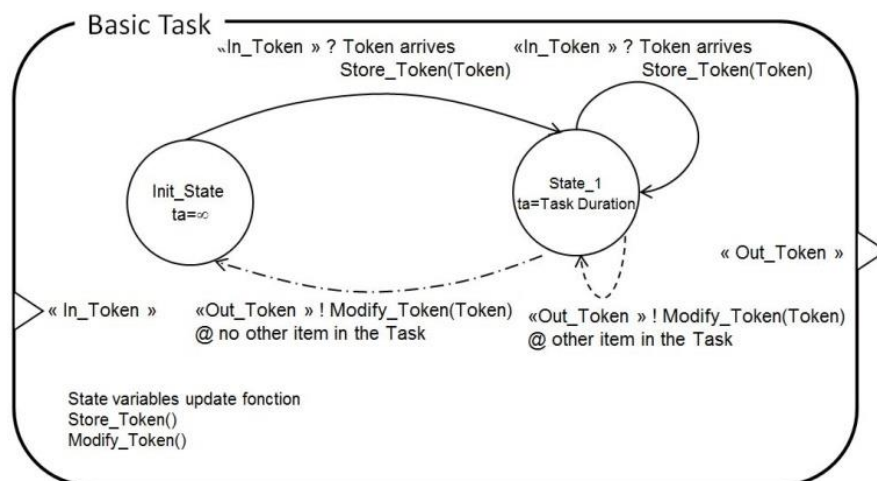 Basic Task
«In_Token » ? Token arrives
Store_Token(Token)
«In_Token » ? Token arrives
Store_Token(Token)
Init_State
ta=∞
State_1
ta=Task Duration
« Out_Token »
« In_Token »
«Out_Token » ! Modify_Token(Token)
@ no other item in the Task
«Out_Token » ! Modify_Token(Token)
@ other item in the Task
State variables update fonction
Store_Token()
Modify_Token()